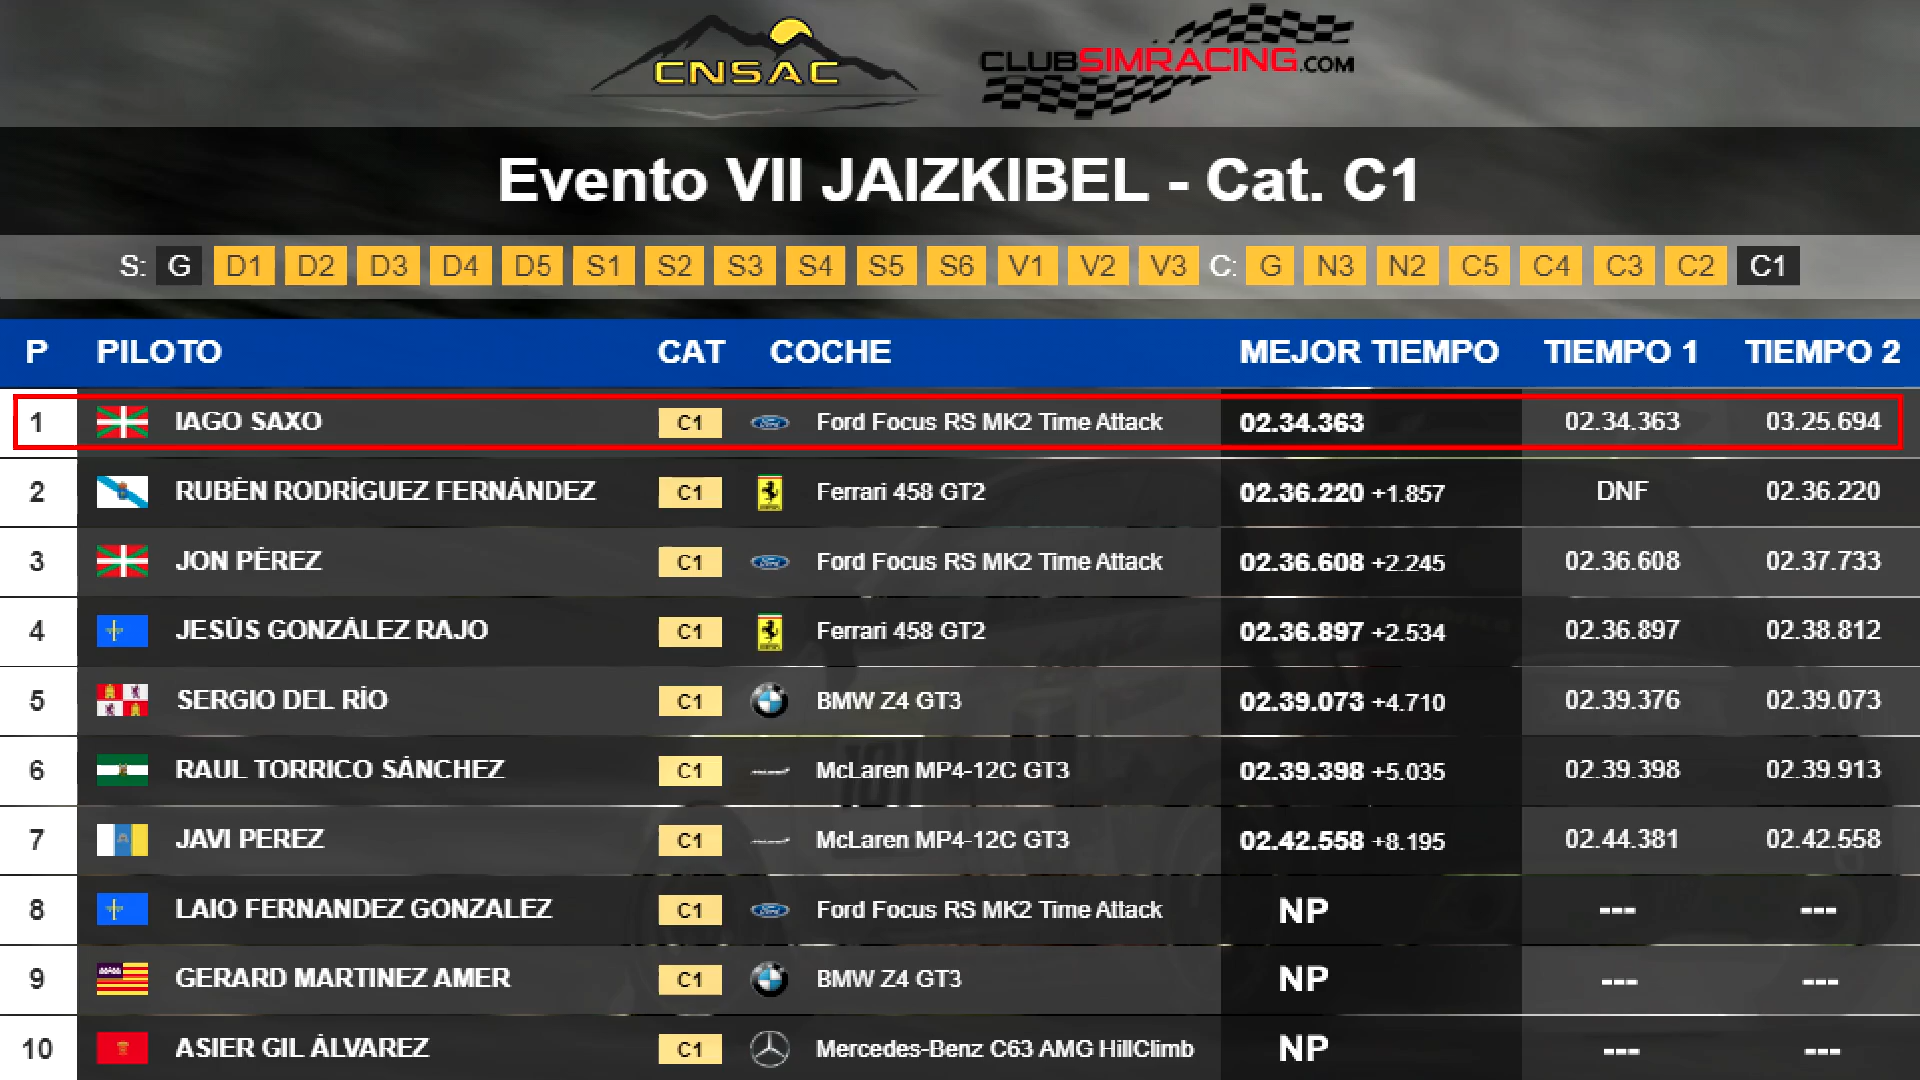 CNSAC
CLUBSIMRACING.COM
Evento VII JAIZKIBEL - Cat. C1
S: G D1 D2 D3 D4 D5 S1 S2 S3 S4 S5 S6 V1 V2 V3 C: G N3 N2 C5 C4 C3 C2 C1
P PILOTO CAT COCHE MEJOR TIEMPO TIEMPO 1 TIEMPO 2
1 IAGO SAXO C1 Ford Focus RS MK2 Time Attack 02.34.363 02.34.363 03.25.694
2 RUBÉN RODRÍGUEZ FERNÁNDEZ C1 Ferrari 458 GT2 02.36.220 +1.857 DNF 02.36.220
3 JON PÉREZ C1 Ford Focus RS MK2 Time Attack 02.36.608 +2.245 02.36.608 02.37.733
4 JESÚS GONZÁLEZ RAJO C1 Ferrari 458 GT2 02.36.897 +2.534 02.36.897 02.38.812
5 SERGIO DEL RÍO C1 BMW Z4 GT3 02.39.073 +4.710 02.39.376 02.39.073
6 RAUL TORRICO SÁNCHEZ C1 McLaren MP4-12C GT3 02.39.398 +5.035 02.39.398 02.39.913
7 JAVI PEREZ C1 McLaren MP4-12C GT3 02.42.558 +8.195 02.44.381 02.42.558
8 LAIO FERNANDEZ GONZALEZ C1 Ford Focus RS MK2 Time Attack NP --- ---
9 GERARD MARTINEZ AMER C1 BMW Z4 GT3 NP --- ---
10 ASIER GIL ÁLVAREZ C1 Mercedes-Benz C63 AMG HillClimb NP --- ---